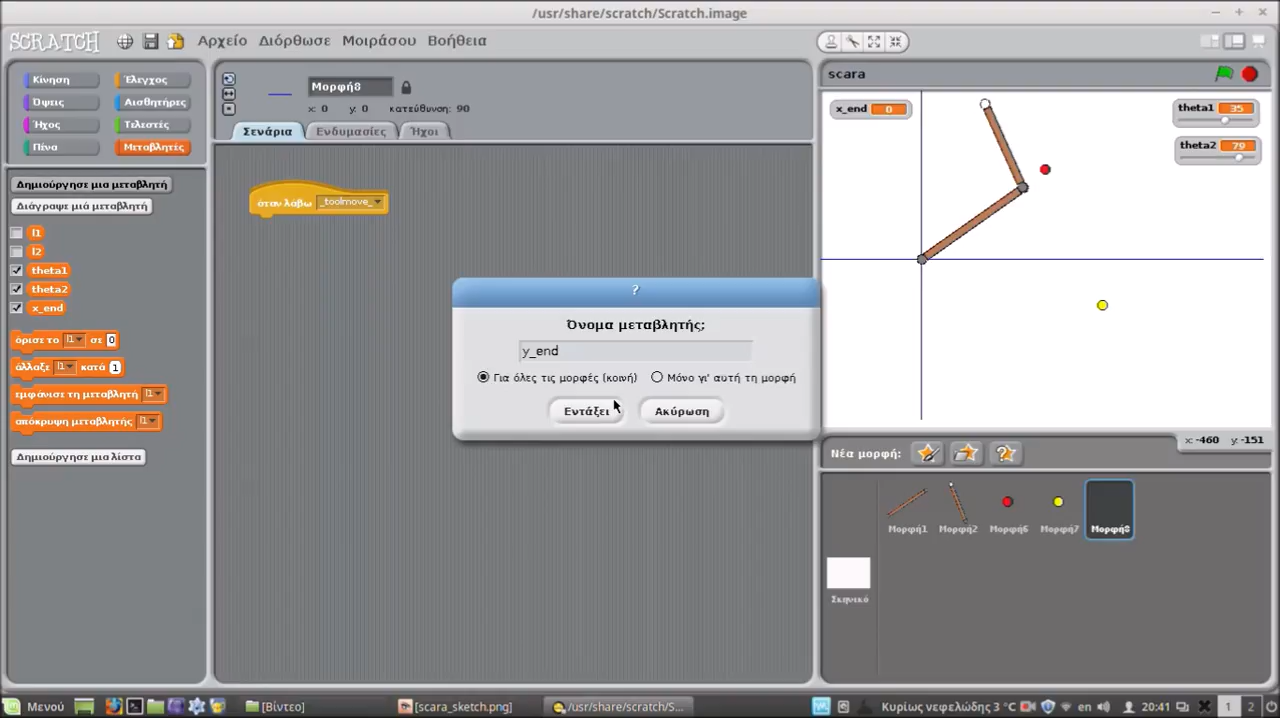 /usr/share/scratch/Scratch.image
SCRATCH
Αρχείο
Διόρθωσε
Μοιράσου
Βοήθεια
Κίνηση
Έλεγχος
Όψεις
Αισθητήρες
Ήχος
Τελεστές
Πίνα
Μεταβλητές
Δημιούργησε μια μεταβλητή
Διάγραψε μιά μεταβλητή
l1
l2
theta1
theta2
x_end
όρισε το l1 σε 0
άλλαξε l1 κατά 1
εμφάνισε τη μεταβλητή l1
απόκρυψη μεταβλητής l1
Δημιούργησε μια λίστα
Μορφή8
x: 0 y: 0 κατεύθυνση: 90
Σενάρια
Ενδυμασίες
Ήχοι
όταν λάβω _toolmove_
?
Όνομα μεταβλητής;
y_end
Για όλες τις μορφές (κοινή)
Μόνο γι' αυτή τη μορφή
Εντάξει
Ακύρωση
scara
x_end 0
theta1 35
theta2 79
x: -460 y: -151
Νέα μορφή:
Μορφή1
Μορφή2
Μορφή6
Μορφή7
Μορφή8
Σκηνικό
Μενού
[Βίντεο]
[scara_sketch.png]
/usr/share/scratch/S...
Κυρίως νεφελώδης 3 °C
en
20:41
1
2